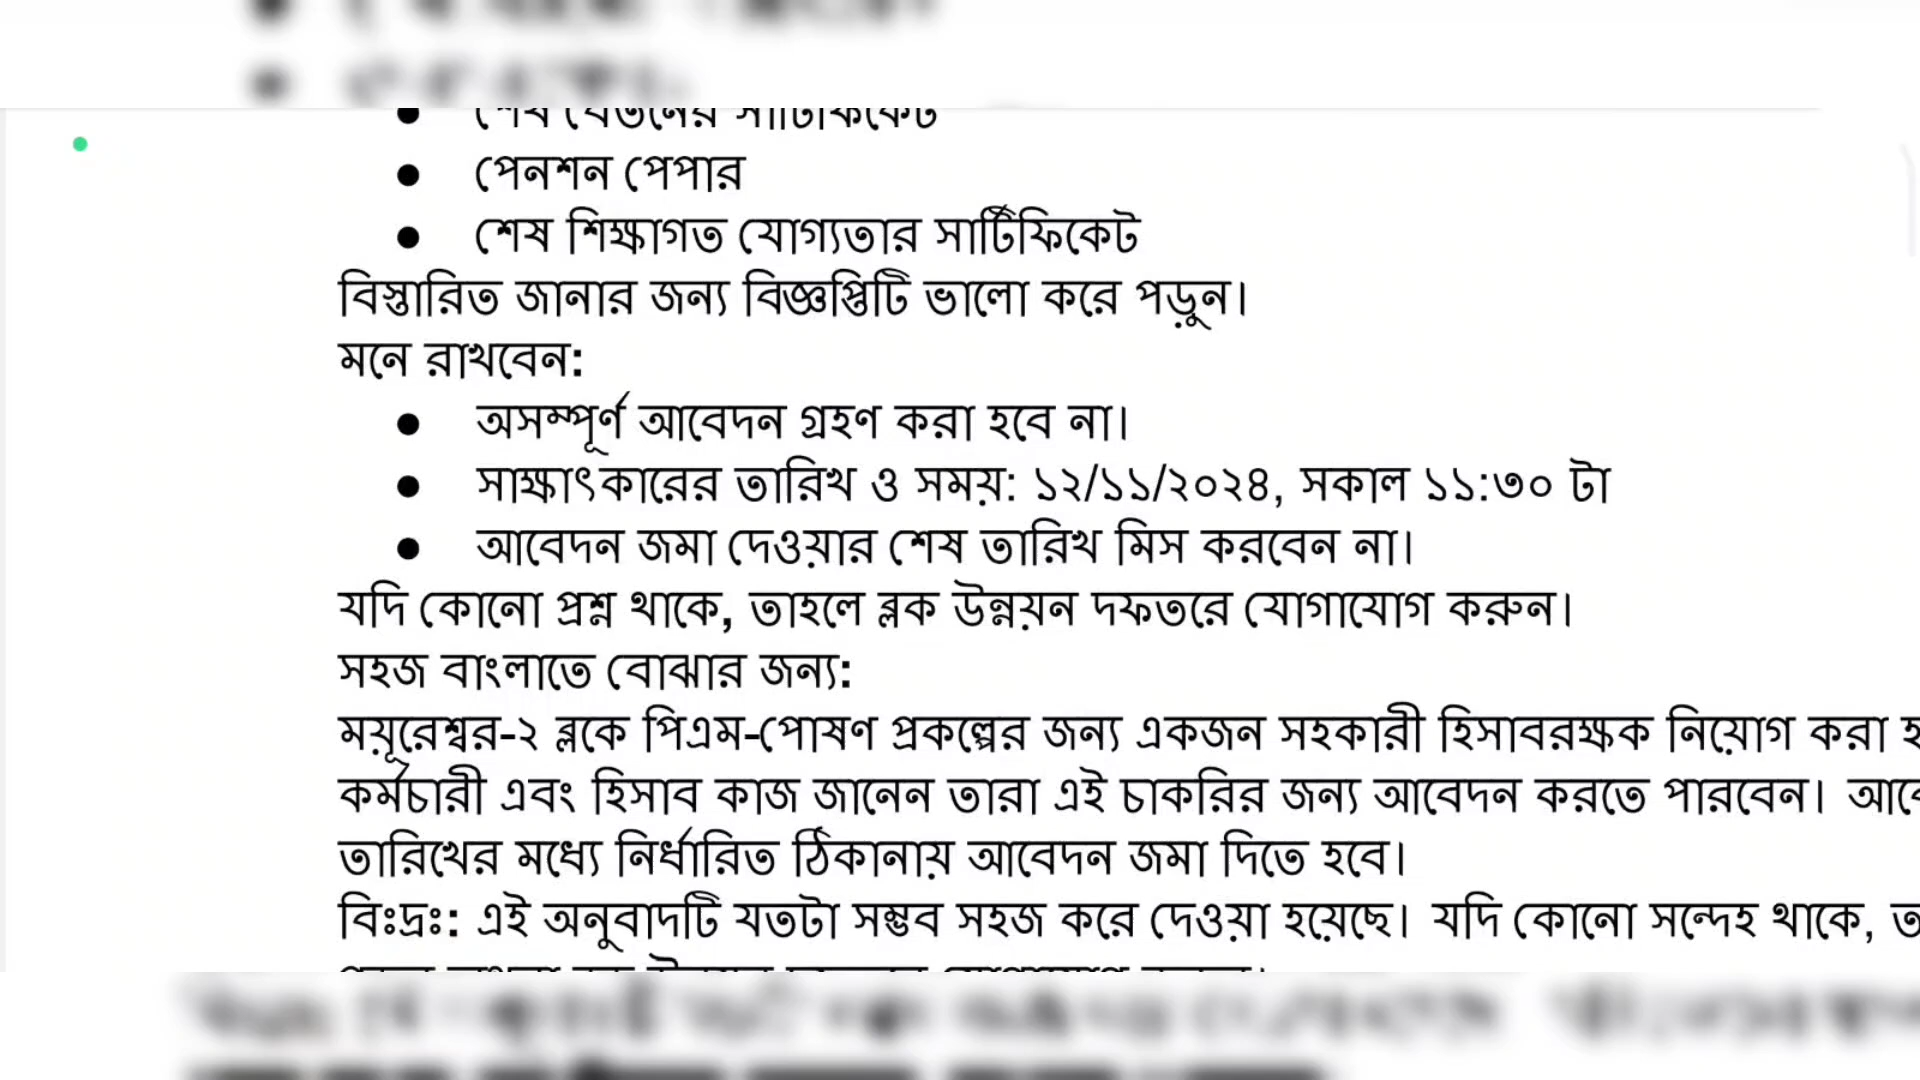 ● শেষ বেতনের সার্টিফিকেট
● পেনশন পেপার
● শেষ শিক্ষাগত যোগ্যতার সার্টিফিকেট
বিস্তারিত জানার জন্য বিজ্ঞপ্তিটি ভালো করে পড়ুন।
মনে রাখবেন:
● অসম্পূর্ণ আবেদন গ্রহণ করা হবে না।
● সাক্ষাৎকারের তারিখ ও সময়: ১২/১১/২০২৪, সকাল ১১:৩০ টা
● আবেদন জমা দেওয়ার শেষ তারিখ মিস করবেন না।
যদি কোনো প্রশ্ন থাকে, তাহলে ব্লক উন্নয়ন দফতরে যোগাযোগ করুন।
সহজ বাংলাতে বোঝার জন্য:
ময়ূরেশ্বর-২ ব্লকে পিএম-পোষণ প্রকল্পের জন্য একজন সহকারী হিসাবরক্ষক নিয়োগ করা হ
কর্মচারী এবং হিসাব কাজ জানেন তারা এই চাকরির জন্য আবেদন করতে পারবেন। আবে
তারিখের মধ্যে নির্ধারিত ঠিকানায় আবেদন জমা দিতে হবে।
বিঃদ্রঃ: এই অনুবাদটি যতটা সম্ভব সহজ করে দেওয়া হয়েছে। যদি কোনো সন্দেহ থাকে, ত